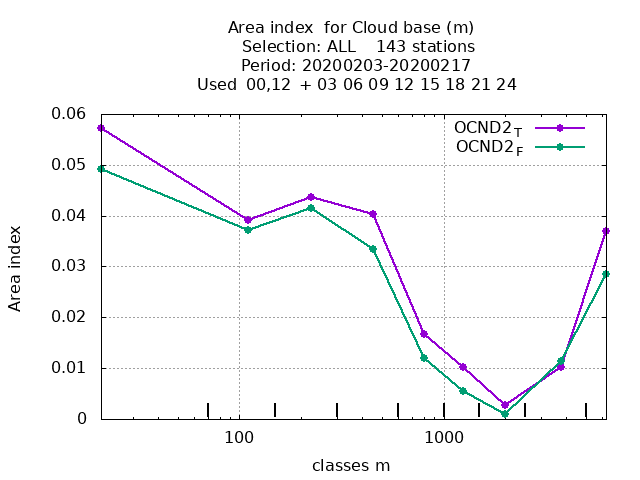 Area index for Cloud base (m)
Selection: ALL 143 stations
Period: 20200203-20200217
Used 00,12 + 03 06 09 12 15 18 21 24
OCND2T
OCND2F
0.06
0.05
0.04
0.03
0.02
0.01
0
Area index
100 1000
classes m